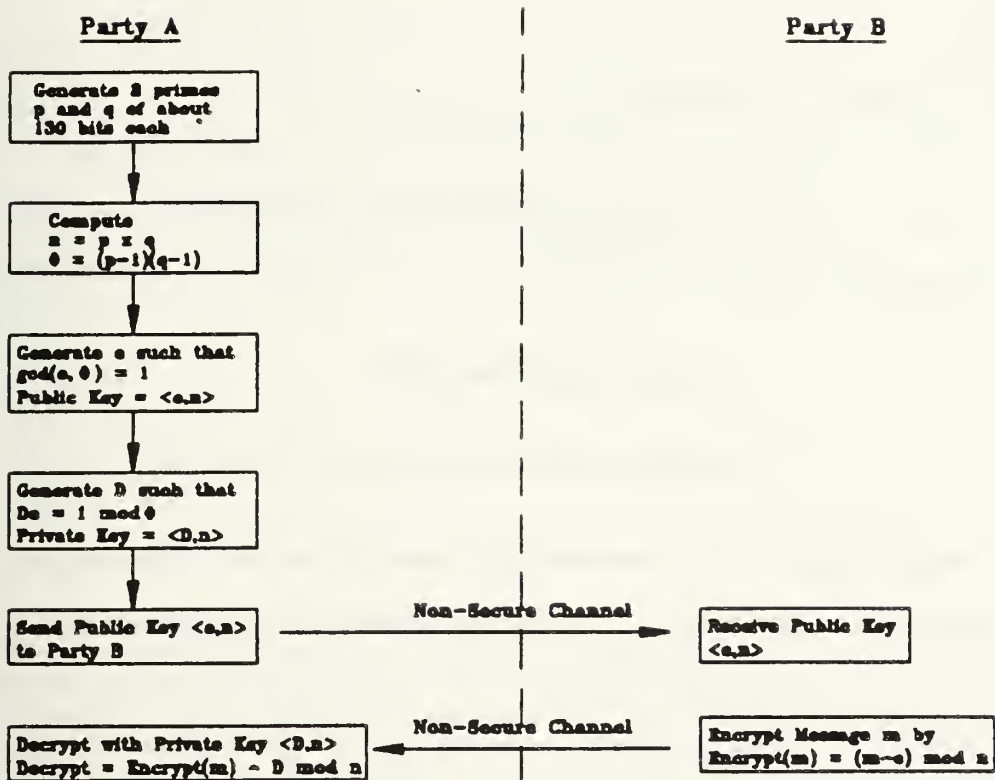 Party A
Party B
Generate 2 primes
p and q of about
130 bits each
Compute
n = p x q
Φ = (p-1)(q-1)
Generate e such that
gcd(e, Φ) = 1
Public Key = <e,n>
Generate D such that
De = 1 mod Φ
Private Key = <D,n>
Send Public Key <e,n>
to Party B
Non-Secure Channel
Receive Public Key
<e,n>
Non-Secure Channel
Encrypt Message m by
Encrypt(m) = (m~e) mod n
Decrypt with Private Key <D,n>
Decrypt = Encrypt(m) ~ D mod n